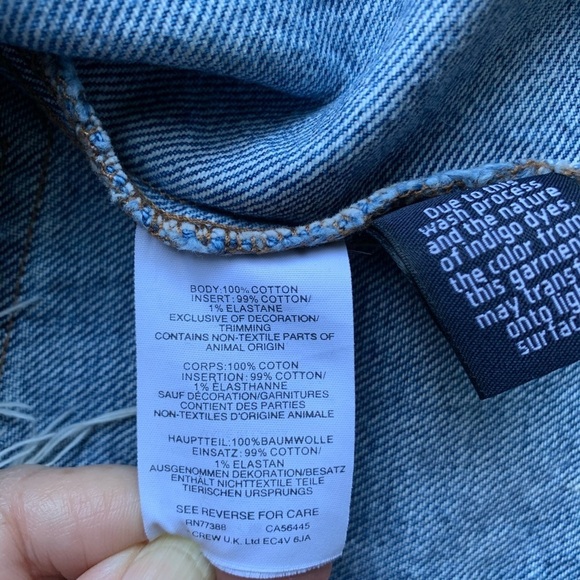 BODY:100% COTTON
INSERT:99% COTTON/
1% ELASTANE
EXCLUSIVE OF DECORATION/
TRIMMING
CONTAINS NON-TEXTILE PARTS OF
ANIMAL ORIGIN
CORPS:100% COTON
INSERTION:99% COTON/
1% ELASTHANNE
SAUF DÉCORATION/GARNITURES
CONTIENT DES PARTIES
NON-TEXTILES D'ORIGINE ANIMALE
HAUPTTEIL:100%BAUMWOLLE
EINSATZ:99% COTTON/
1% ELASTAN
AUSGENOMMEN DEKORATION/BESATZ
ENTHÄLT NICHTTEXTILE TEILE
TIERISCHEN URSPRUNGS
SEE REVERSE FOR CARE
RN77388 CA56445
CREW U.K. Ltd EC4V 6JA
Due to the
wash process
and the nature
of indigo dyes,
the color from
this garment
may transf
onto lig
surfa